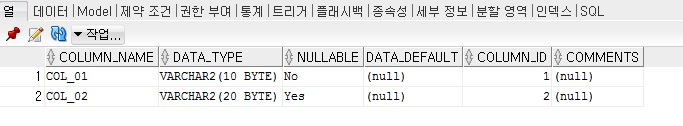 열 데이터 | Model | 제약 조건 | 권한 부여 | 통계 | 트리거 | 플래시백 | 종속성 | 세부 정보 | 분할 영역 | 인덱스 | SQL
작업...
COLUMN_NAME DATA_TYPE NULLABLE DATA_DEFAULT COLUMN_ID COMMENTS
1 COL_01 VARCHAR2(10 BYTE) No (null) 1 (null)
2 COL_02 VARCHAR2(20 BYTE) Yes (null) 2 (null)